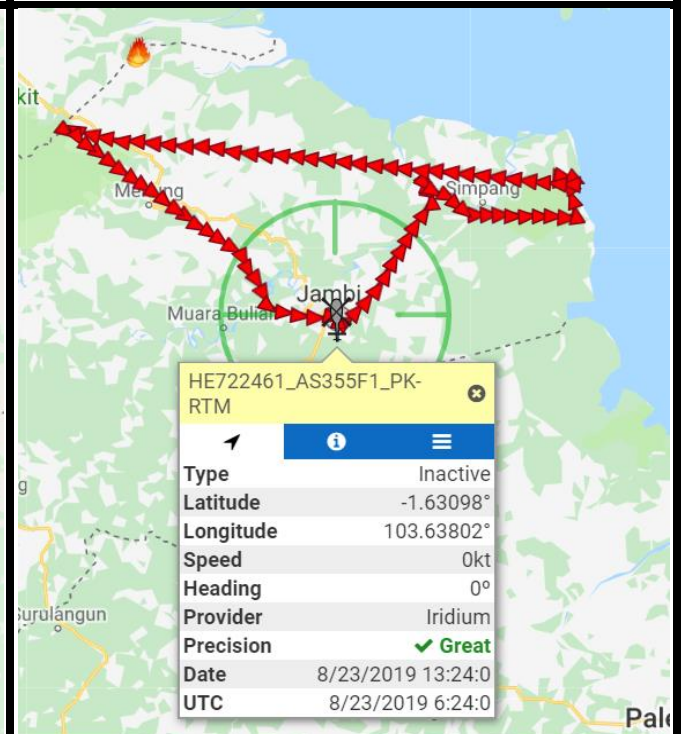 kit
Simpang
Jambi
Muara Bulian
HE722461_AS355F1_PK-
RTM
Type Inactive
Latitude -1.63098°
Longitude 103.63802°
Speed 0kt
Heading 0º
Provider Iridium
Precision ✔ Great
Date 8/23/2019 13:24:0
UTC 8/23/2019 6:24:0
Surulangun
Pale